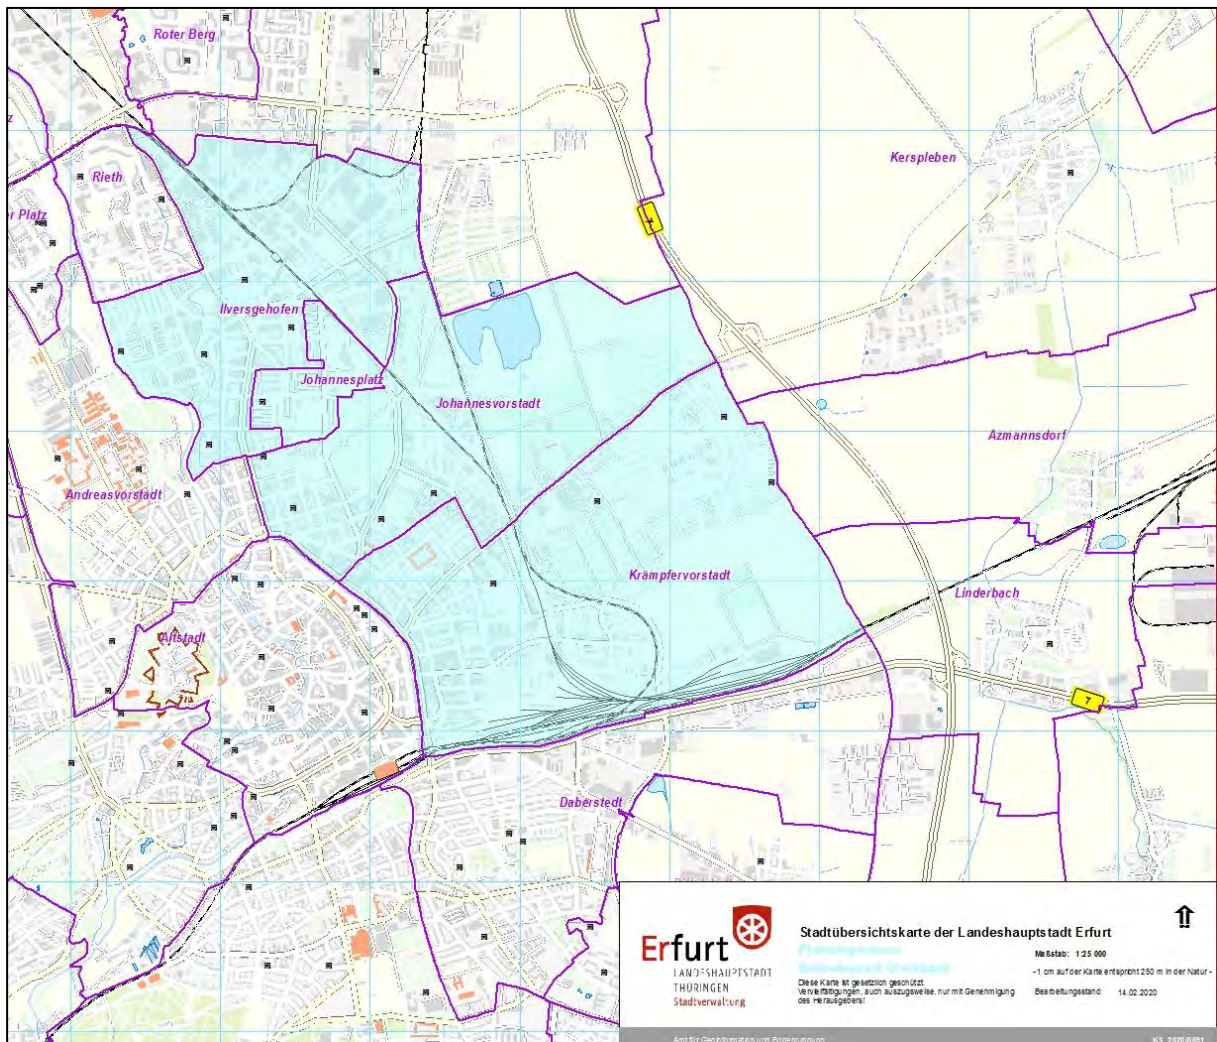 Roter Berg
Kerspleben
Rieth
z
r Platz
7
Ilversgehofen
Johannesplatz
Johannesvorstadt
Azmannsdorf
Andreasvorstadt
Krämpfervorstadt
Linderbach
Altstadt
7
Daberstedt
Erfurt
LANDESHAUPTSTADT
THÜRINGEN
Stadtverwaltung
Stadtübersichtskarte der Landeshauptstadt Erfurt
Maßstab: 1:25 000
- 1 cm auf der Karte entspricht 250 m in der Natur -
Diese Karte ist gesetzlich geschützt.
Vervielfältigungen, auch auszugsweise, nur mit Genehmigung
des Herausgebers!
Bearbeitungsstand: 14.02.2020
Amt für Geoinformation und Bodenordnung